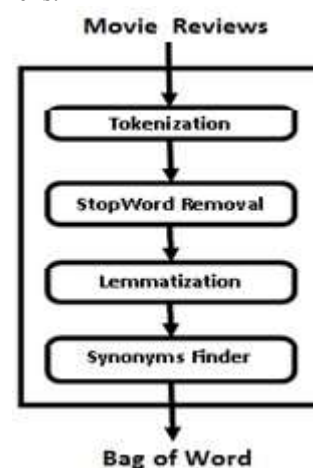 Movie Reviews
Tokenization
StopWord Removal
Lemmatization
Synonyms Finder
Bag of Word